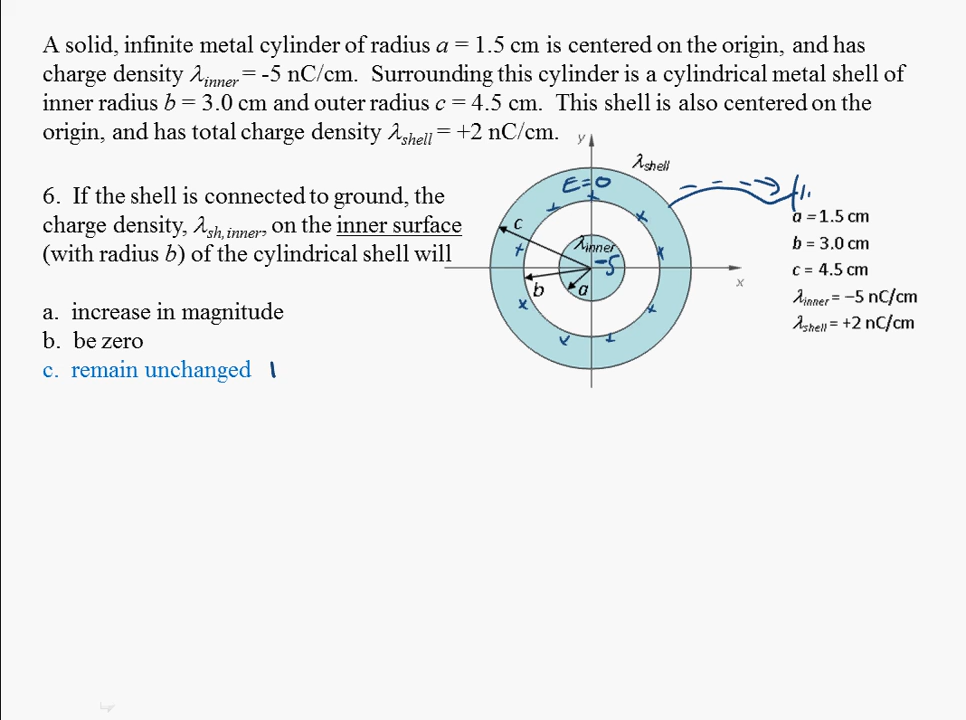 A solid, infinite metal cylinder of radius a = 1.5 cm is centered on the origin, and has
charge density λinner = -5 nC/cm. Surrounding this cylinder is a cylindrical metal shell of
inner radius b = 3.0 cm and outer radius c = 4.5 cm. This shell is also centered on the
origin, and has total charge density λshell = +2 nC/cm.
y
λshell
E=0
6. If the shell is connected to ground, the
charge density, λsh, inner, on the inner surface
(with radius b) of the cylindrical shell will
c
λinner
-5
b
a
x
a = 1.5 cm
b = 3.0 cm
c = 4.5 cm
λinner = −5 nC/cm
λshell = +2 nC/cm
a. increase in magnitude
b. be zero
c. remain unchanged